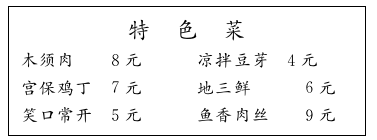 特色菜
木须肉 8元 凉拌豆芽 4元
宫保鸡丁 7元 地三鲜 6元
笑口常开 5元 鱼香肉丝 9元